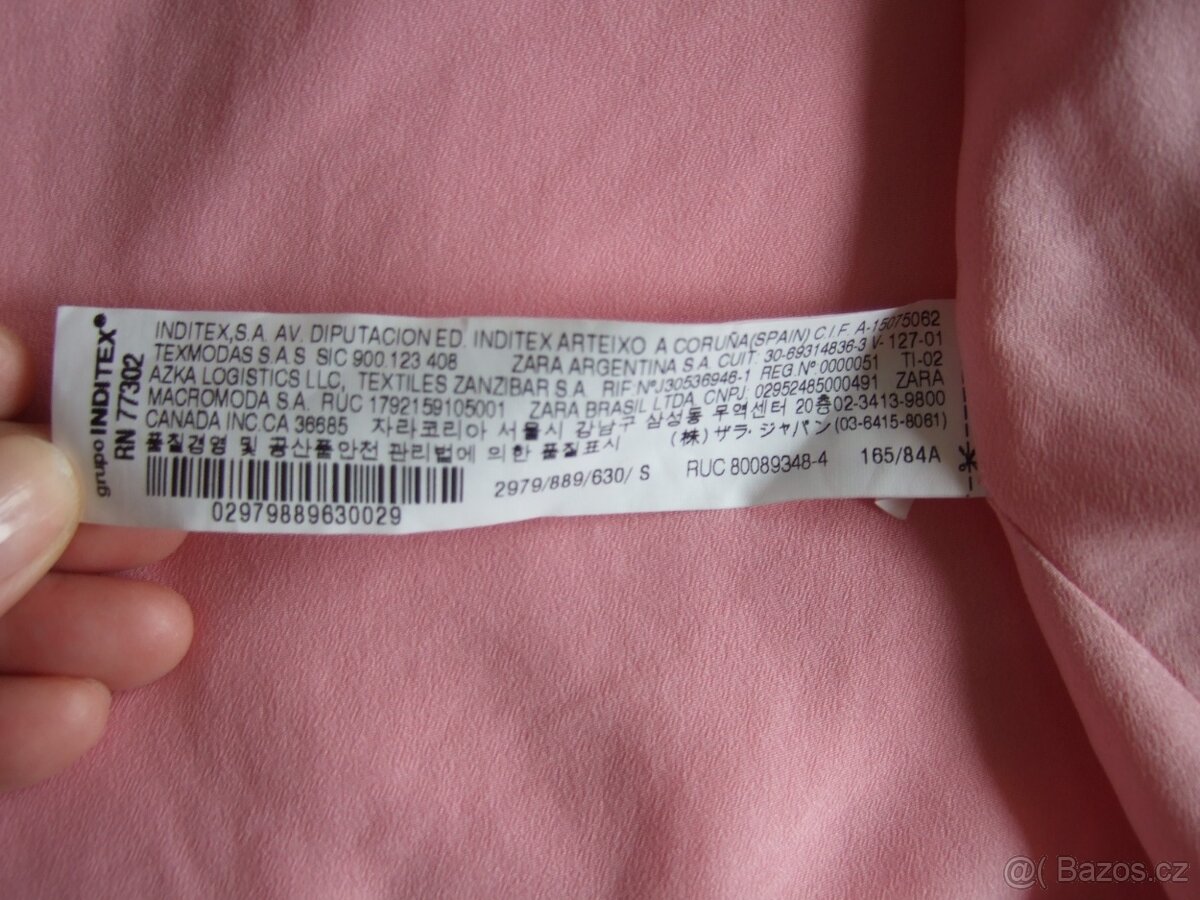 grupo INDITEX®
RN 77302
INDITEX,S.A. AV. DIPUTACION ED. INDITEX ARTEIXO A CORUÑA(SPAIN) C.I.F. A-15075062
TEXMODAS S.A.S SIC 900.123 408 ZARA ARGENTINA S.A. CUIT: 30-69314836-3 V-127-01
AZKA LOGISTICS LLC, TEXTILES ZANZIBAR S.A. RIF.NºJ30536948-1 REG.Nº 0000051 TI-02
MACROMODA S.A. RUC 1792159105001 ZARA BRASIL LTDA. CNPJ. 02952485000491 ZARA
CANADA INC.CA 36685 자라코리아 서울시 강남구 삼성동 무역센터 20층02-3413-9800
품질경영 및 공산품안전 관리법에 의한 품질표시 (株) ザラ・ジャパン (03-6415-8061)
2979/889/630/ S RUC 80089348-4 165/84A
02979889630029
@( Bazos.cz